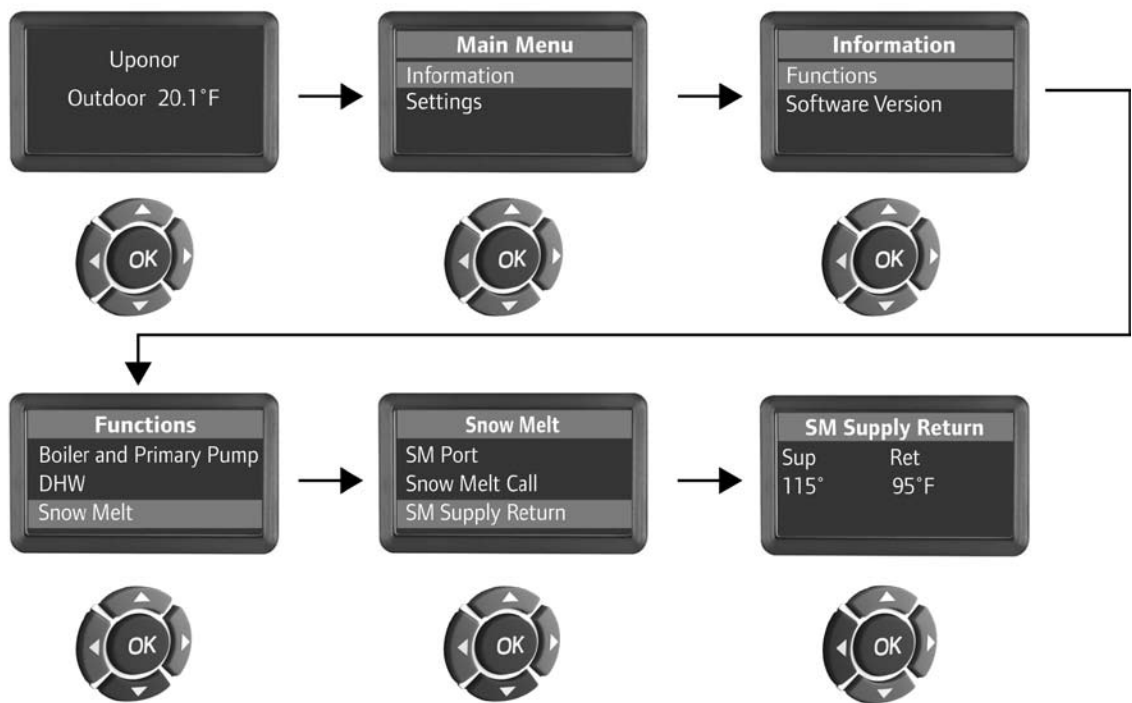 Uponor
Outdoor 20.1°F
Main Menu
Information
Settings
Information
Functions
Software Version
OK
OK
OK
Functions
Boiler and Primary Pump
DHW
Snow Melt
Snow Melt
SM Port
Snow Melt Call
SM Supply Return
SM Supply Return
Sup Ret
115° 95°F
OK
OK
OK